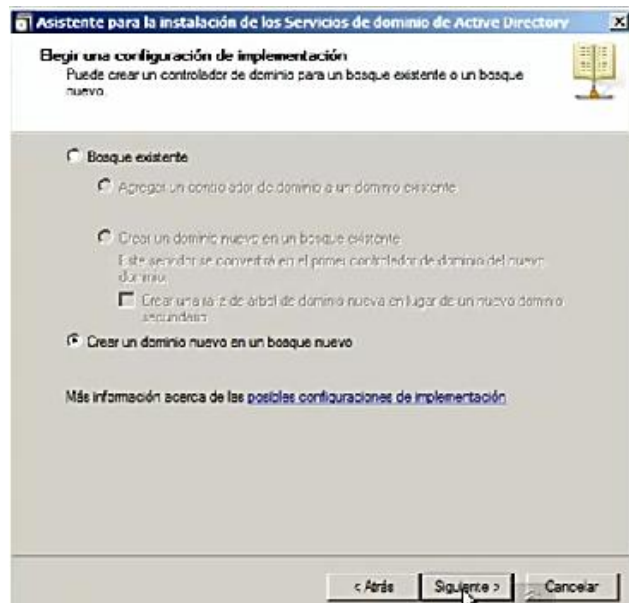 Asistente para la instalación de los Servicios de dominio de Active Directory
Elegir una configuración de implementación
Puede crear un controlador de dominio para un bosque existente o un bosque
nuevo.
Bosque existente
Agregar un controlador de dominio a un dominio existente
Crear un dominio nuevo en un bosque existente
Este servidor se convertirá en el primer controlador de dominio del nuevo
dominio.
Crear una raíz de árbol de dominio nueva en lugar de un nuevo dominio
secundario
Crear un dominio nuevo en un bosque nuevo
Más información acerca de las posibles configuraciones de implementación
< Atrás
Siguiente >
Cancelar